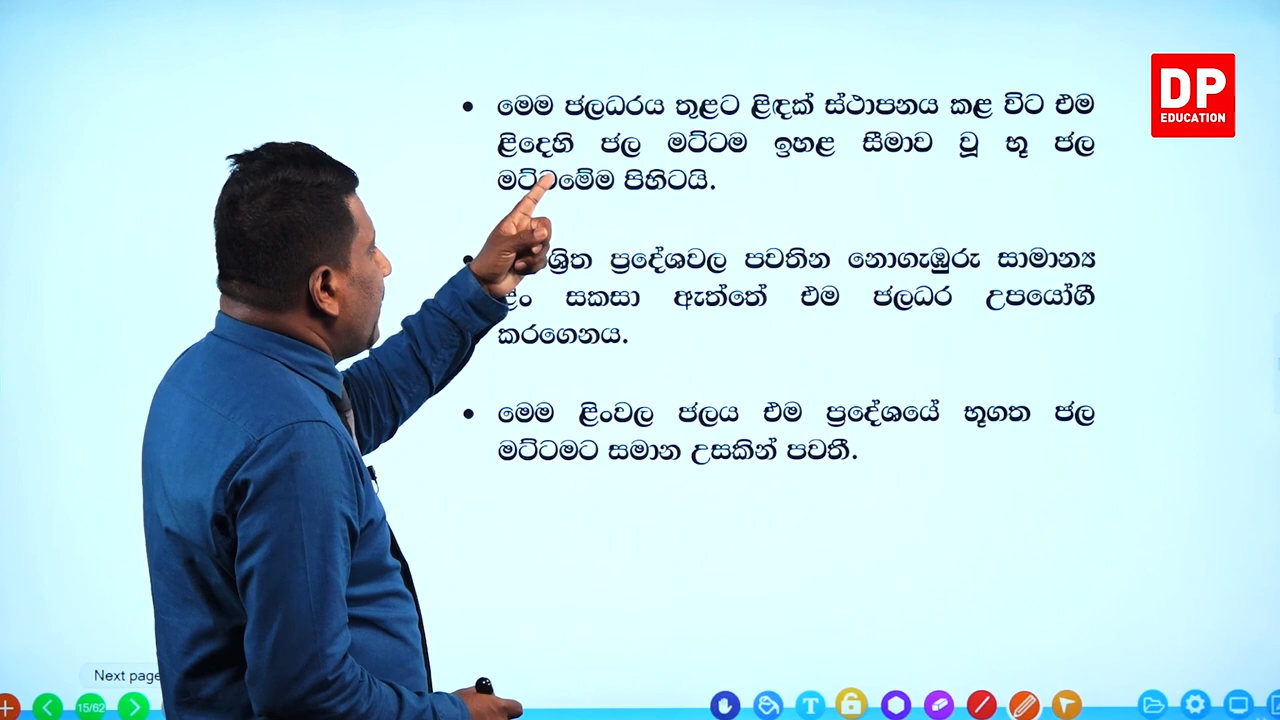 DP
EDUCATION
• මෙම ජලධරය තුළට ළිඳක් ස්ථාපනය කළ විට එම
ළිදෙහි ජල මට්ටම ඉහළ සීමාව වූ භූ ජල
පිහිටයි.
ප්‍රදේශවල පවතින නොගැඹුරු සාමාන්‍ය
සකසා ඇත්තේ එම ජලධර උපයෝගී
කරගෙනය.
• මෙම ළිංවල ජලය එම ප්‍රදේශයේ භූගත ජල
මට්ටමට සමාන උසකින් පවතී.
Next page
15/62